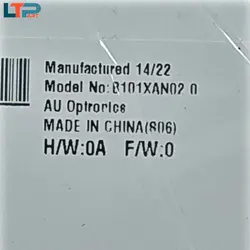 LTP
Manufactured 14/22
Model No:B101XAN02 0
AU Optronics
MADE IN CHINA(S06)
H/W:0A F/W:0